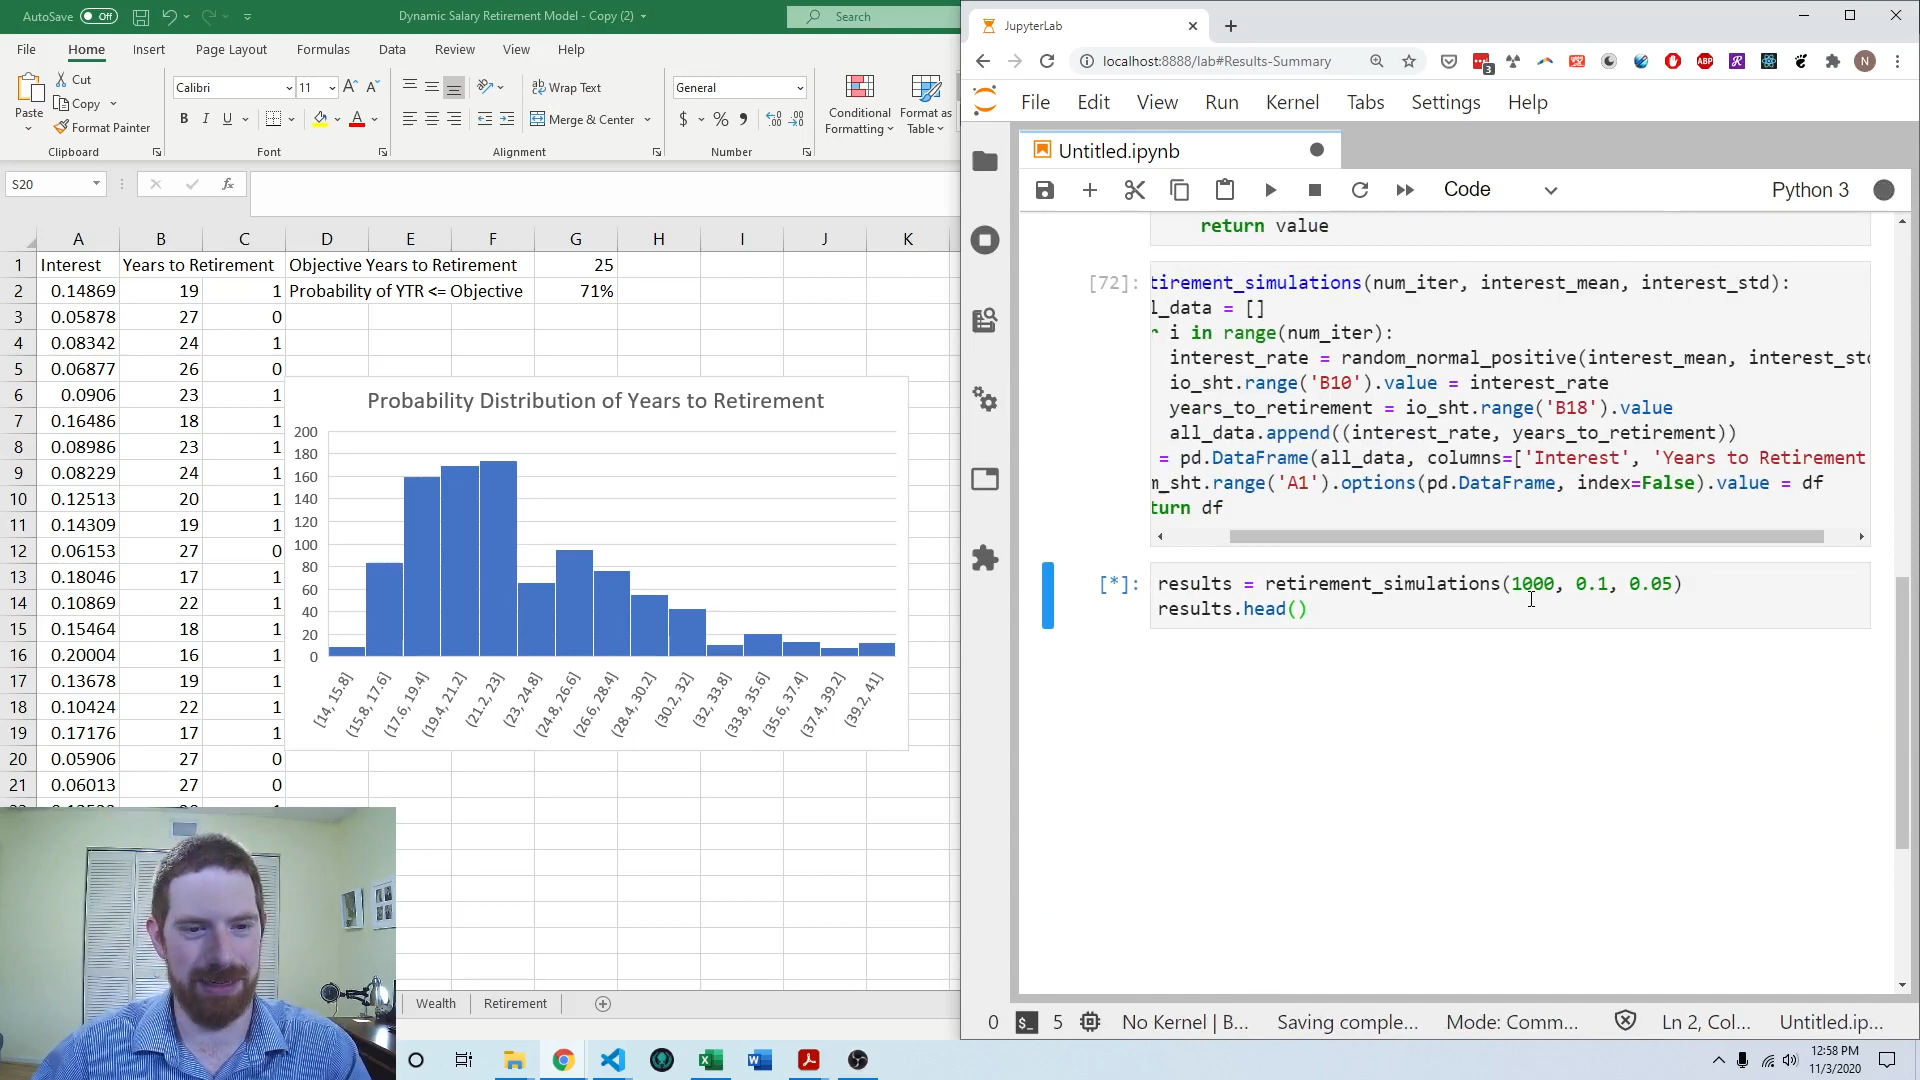 AutoSave Off
Dynamic Salary Retirement Model - Copy (2)
Search
File Home Insert Page Layout Formulas Data Review View Help
Paste
Cut
Copy
Format Painter
Clipboard
Calibri 11
B I U
Font
Wrap Text
Merge & Center
Alignment
General
$ % 9
Number
Conditional Formatting
Format as Table
S20
fx
A B C D E F G H I J K
1 Interest Years to Retirement Objective Years to Retirement 25
2 0.14869 19 1 Probability of YTR <= Objective 71%
3 0.05878 27 0
4 0.08342 24 1
5 0.06877 26 0
6 0.0906 23 1
7 0.16486 18 1
8 0.08986 23 1
9 0.08229 24 1
10 0.12513 20 1
11 0.14309 19 1
12 0.06153 27 0
13 0.18046 17 1
14 0.10869 22 1
15 0.15464 18 1
16 0.20004 16 1
17 0.13678 19 1
18 0.10424 22 1
19 0.17176 17 1
20 0.05906 27 0
21 0.06013 27 0
Probability Distribution of Years to Retirement
200
180
160
140
120
100
80
60
40
20
0
[14, 15.8]
(15.8, 17.6]
(17.6, 19.4]
(19.4, 21.2]
(21.2, 23]
(23, 24.8]
(24.8, 26.6]
(26.6, 28.4]
(28.4, 30.2]
(30.2, 32]
(32, 33.8]
(33.8, 35.6]
(35.6, 37.4]
(37.4, 39.2]
(39.2, 41]
Wealth Retirement
JupyterLab
localhost:8888/lab#Results-Summary
3
ABP
N
File Edit View Run Kernel Tabs Settings Help
Untitled.ipynb
Code
Python 3
return value
[72]:
tirement_simulations(num_iter, interest_mean, interest_std):
l_data = []
r i in range(num_iter):
interest_rate = random_normal_positive(interest_mean, interest_std
io_sht.range('B10').value = interest_rate
years_to_retirement = io_sht.range('B18').value
all_data.append((interest_rate, years_to_retirement))
= pd.DataFrame(all_data, columns=['Interest', 'Years to Retirement
m_sht.range('A1').options(pd.DataFrame, index=False).value = df
turn df
[*]:
results = retirement_simulations(1000, 0.1, 0.05)
results.head()
0 $_ 5 No Kernel | B... Saving comple... Mode: Comm... Ln 2, Col... Untitled.ip...
12:58 PM
11/3/2020